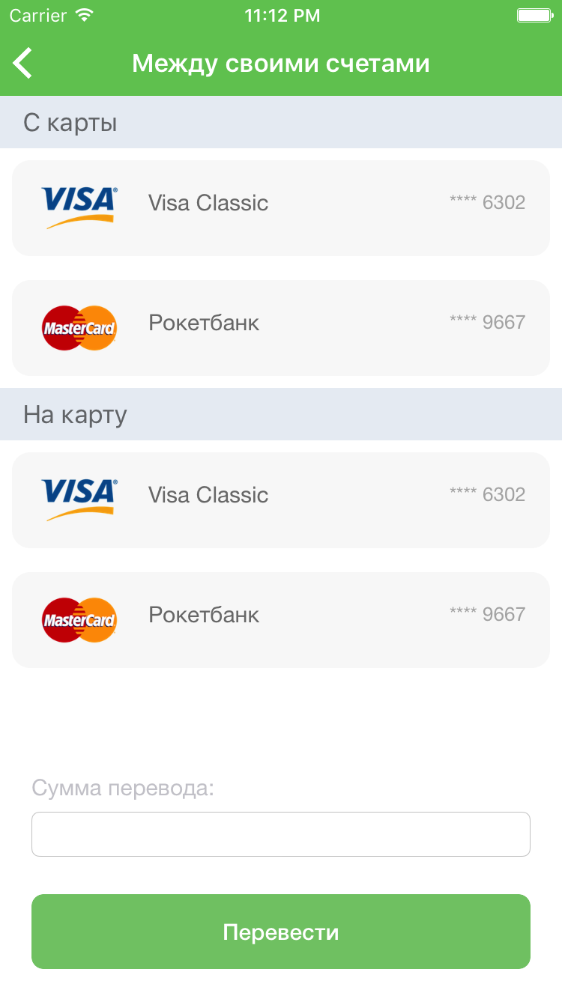 Carrier 11:12 PM
Между своими счетами
С карты
VISA® Visa Classic **** 6302
MasterCard Рокетбанк **** 9667
На карту
VISA® Visa Classic **** 6302
MasterCard Рокетбанк **** 9667
Сумма перевода:
Перевести